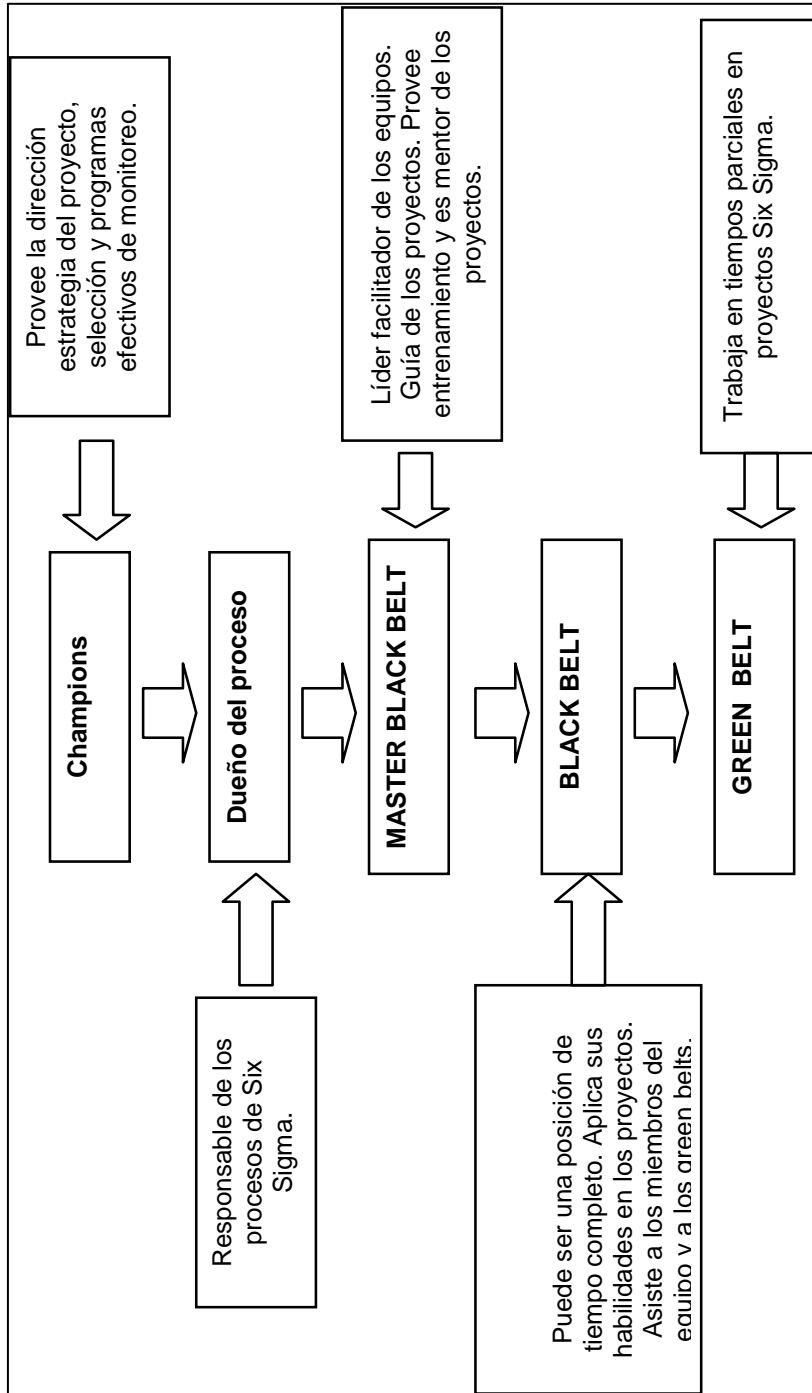 Provee la dirección
estrategia del proyecto,
selección y programas
efectivos de monitoreo.
Champions
Responsable de los
procesos de Six
Sigma.
Dueño del proceso
Líder facilitador de los equipos.
Guía de los proyectos. Provee
entrenamiento y es mentor de los
proyectos.
MASTER BLACK BELT
Puede ser una posición de
tiempo completo. Aplica sus
habilidades en los proyectos.
Asiste a los miembros del
equipo y a los green belts.
BLACK BELT
Trabaja en tiempos parciales en
proyectos Six Sigma.
GREEN BELT